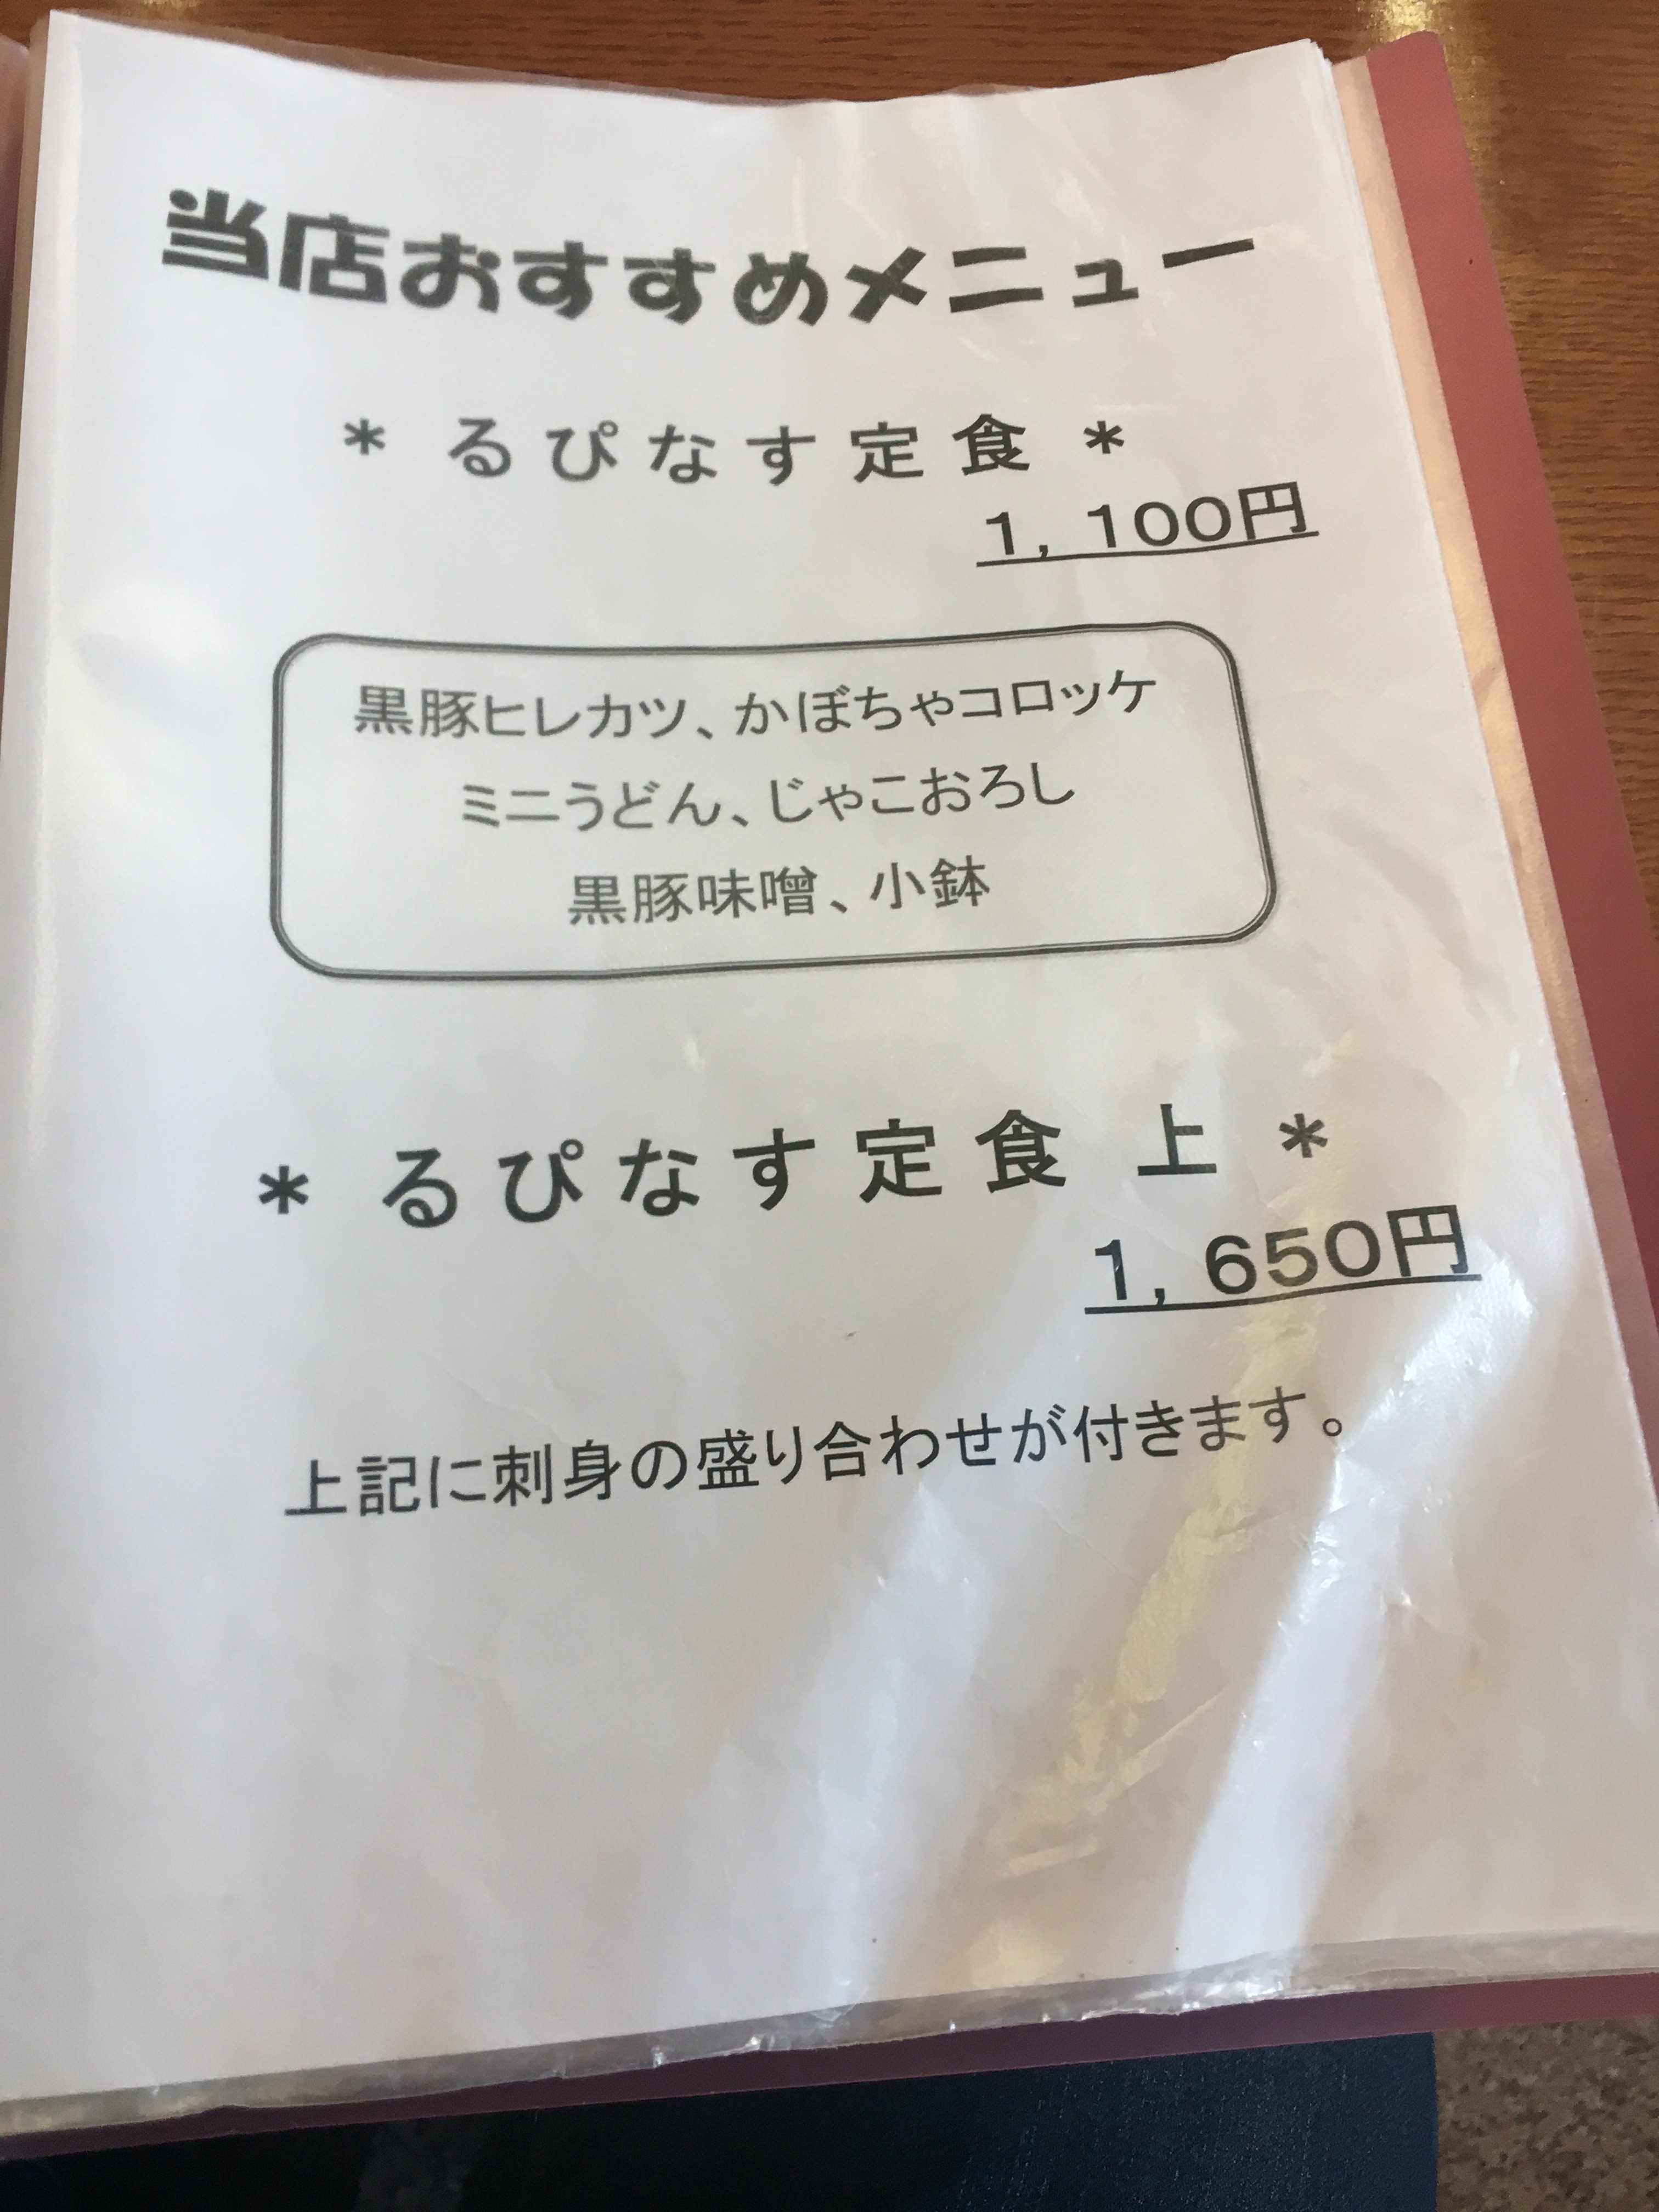 当店おすすめメニュー
＊ るぴなす定食 ＊
１，１００円
黒豚ヒレカツ、かぼちゃコロッケ
ミニうどん、じゃこおろし
黒豚味噌、小鉢
＊ るぴなす定食 上 ＊
１，６５０円
上記に刺身の盛り合わせが付きます。